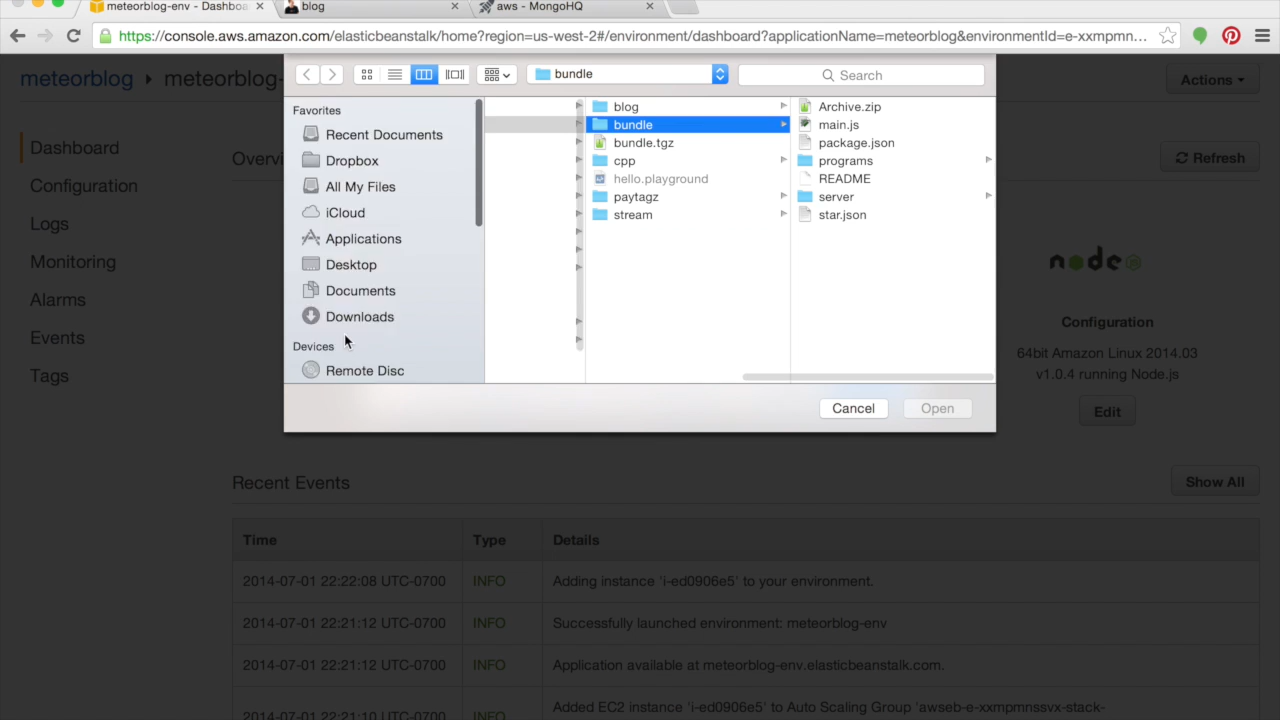 meteorblog-env - Dashboa
blog
aws - MongoHQ
https://console.aws.amazon.com/elasticbeanstalk/home?region=us-west-2#/environment/dashboard?applicationName=meteorblog&environmentId=e-xxmpmn...
meteorblog
meteorblog-
Actions
bundle
Search
Favorites
Recent Documents
Dropbox
All My Files
iCloud
Applications
Desktop
Documents
Downloads
Devices
Remote Disc
blog
bundle
bundle.tgz
cpp
hello.playground
paytagz
stream
Archive.zip
main.js
package.json
programs
README
server
star.json
Cancel
Open
Dashboard
Configuration
Logs
Monitoring
Alarms
Events
Tags
Overvi
Refresh
node
JS
Configuration
64bit Amazon Linux 2014.03
v1.0.4 running Node.js
Edit
Recent Events
Show All
Time Type Details
2014-07-01 22:22:08 UTC-0700 INFO Adding instance 'i-ed0906e5' to your environment.
2014-07-01 22:21:12 UTC-0700 INFO Successfully launched environment: meteorblog-env
2014-07-01 22:21:12 UTC-0700 INFO Application available at meteorblog-env.elasticbeanstalk.com.
2014-07-01 22:21:10 UTC-0700 INFO Added EC2 instance 'i-ed0906e5' to Auto Scaling Group 'awseb-e-xxmpmnssvx-stack-